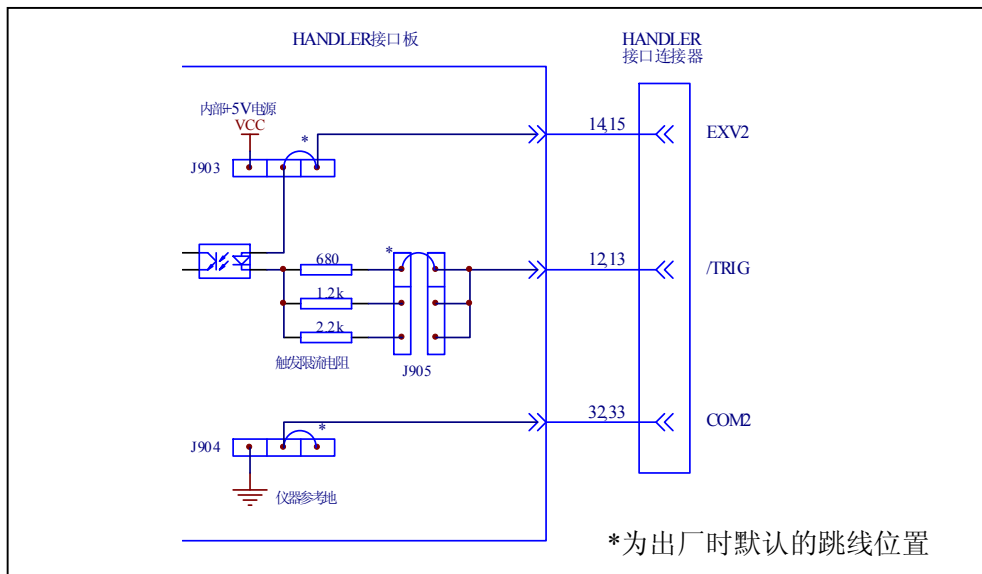 HANDLER接口板
HANDLER
接口连接器
内部+5V电源
VCC
*
14,15
EXV2
J903
680
*
12,13
/TRIG
1.2k
2.2k
触发限流电阻
J905
32,33
COM2
*
J904
仪器参考地
*为出厂时默认的跳线位置